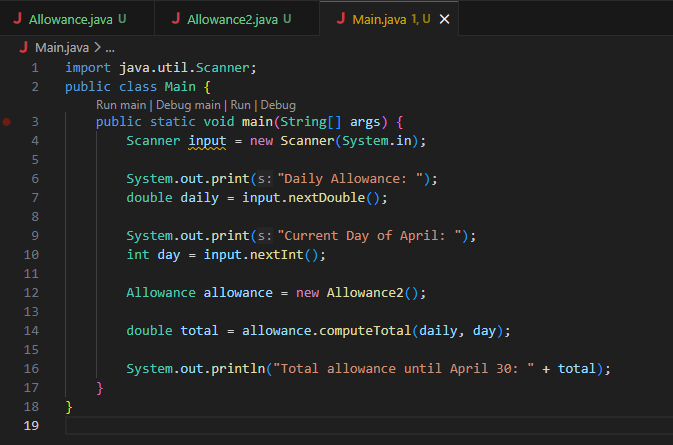 J Allowance.java U J Allowance2.java U J Main.java 1, U ×
J Main.java > ...
1 import java.util.Scanner;
2 public class Main {
Run main | Debug main | Run | Debug
3 public static void main(String[] args) {
4 Scanner input = new Scanner(System.in);
5
6 System.out.print(s:"Daily Allowance: ");
7 double daily = input.nextDouble();
8
9 System.out.print(s:"Current Day of April: ");
10 int day = input.nextInt();
11
12 Allowance allowance = new Allowance2();
13
14 double total = allowance.computeTotal(daily, day);
15
16 System.out.println("Total allowance until April 30: " + total);
17 }
18 }
19